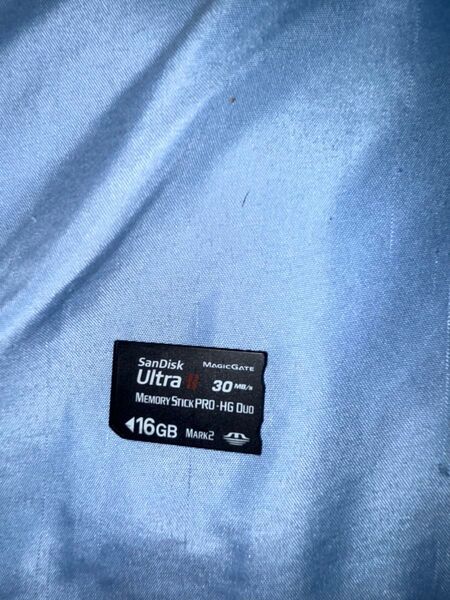 SanDisk MAGICGATE
Ultra II 30 MB/s
MEMORY STICK PRO-HG DUO
16GB MARK2